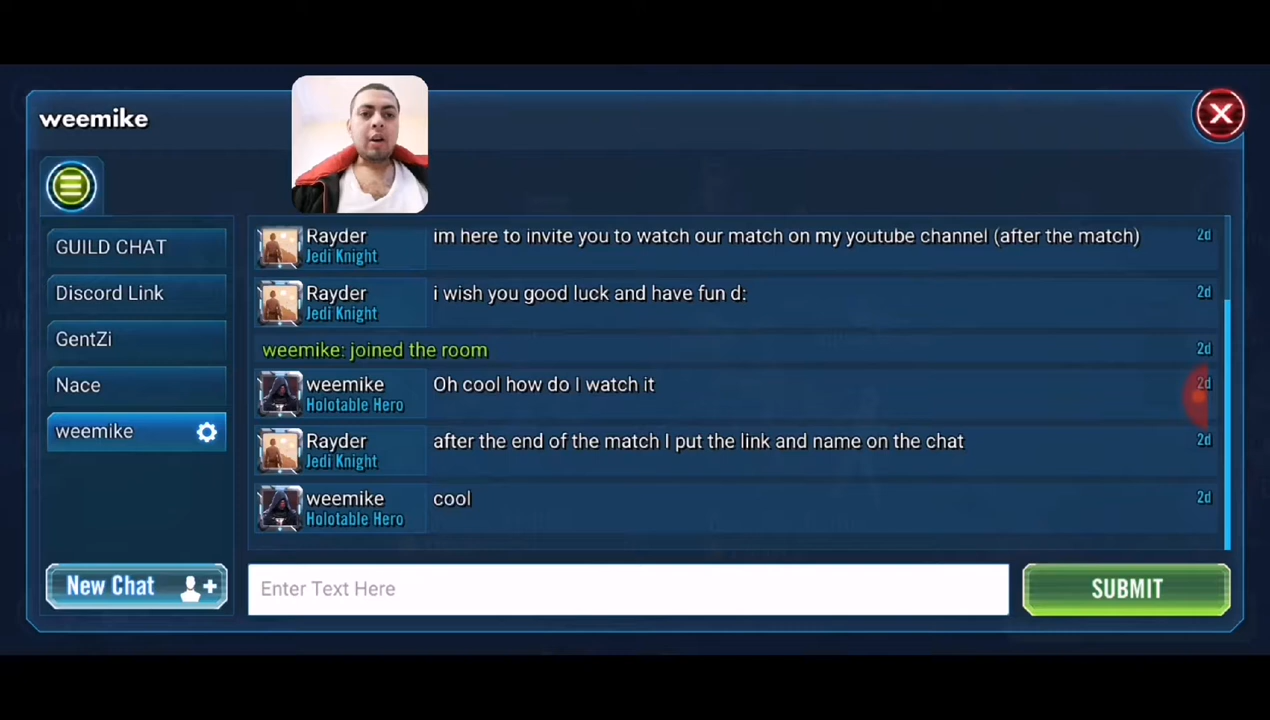 weemike
GUILD CHAT
Discord Link
GentZi
Nace
weemike
New Chat
Rayder
Jedi Knight
im here to invite you to watch our match on my youtube channel (after the match)
2d
Rayder
Jedi Knight
i wish you good luck and have fun d:
2d
weemike: joined the room
2d
weemike
Holotable Hero
Oh cool how do I watch it
2d
Rayder
Jedi Knight
after the end of the match I put the link and name on the chat
2d
weemike
Holotable Hero
cool
2d
Enter Text Here
SUBMIT